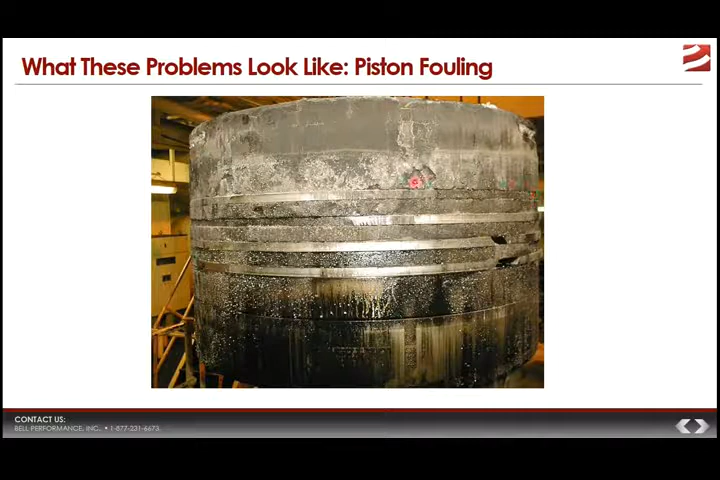 What These Problems Look Like: Piston Fouling
CONTACT US:
BELL PERFORMANCE, INC., • 1-877-231-6673.